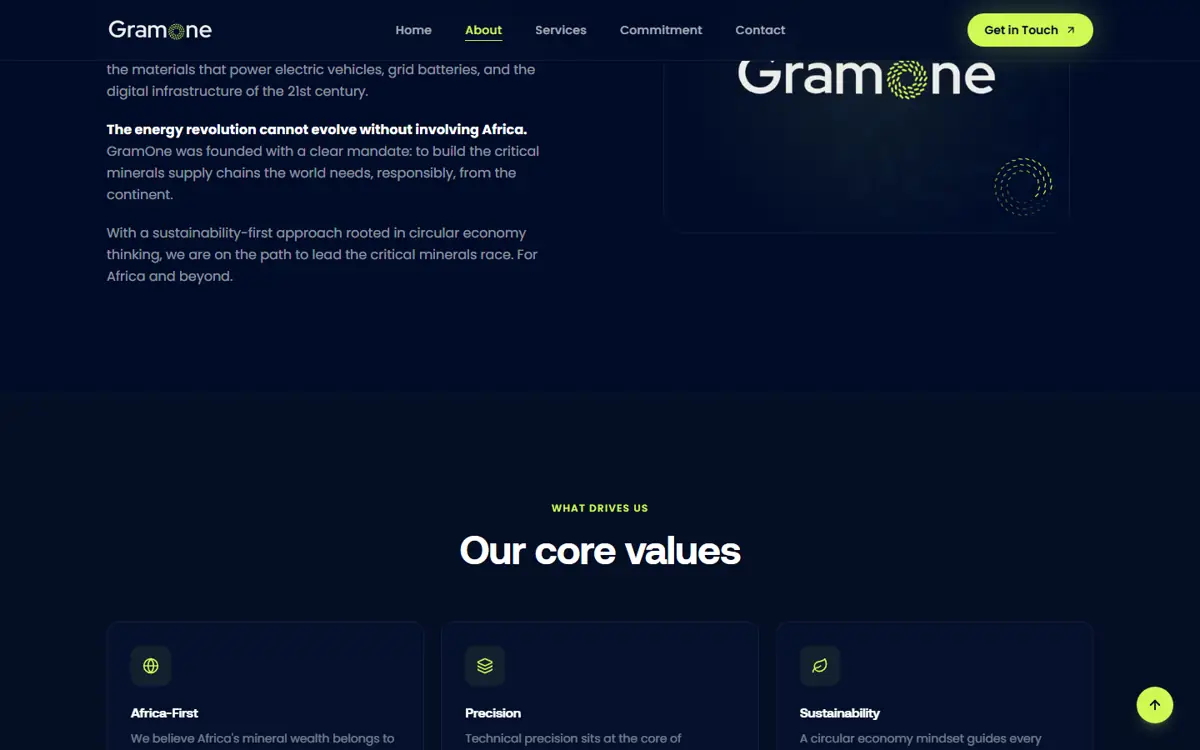 GramOne
Home
About
Services
Commitment
Contact
Get in Touch
the materials that power electric vehicles, grid batteries, and the
digital infrastructure of the 21st century.
The energy revolution cannot evolve without involving Africa.
GramOne was founded with a clear mandate: to build the critical
minerals supply chains the world needs, responsibly, from the
continent.
With a sustainability-first approach rooted in circular economy
thinking, we are on the path to lead the critical minerals race. For
Africa and beyond.
GramOne
WHAT DRIVES US
Our core values
Africa-First
We believe Africa's mineral wealth belongs to
Precision
Technical precision sits at the core of
Sustainability
A circular economy mindset guides every